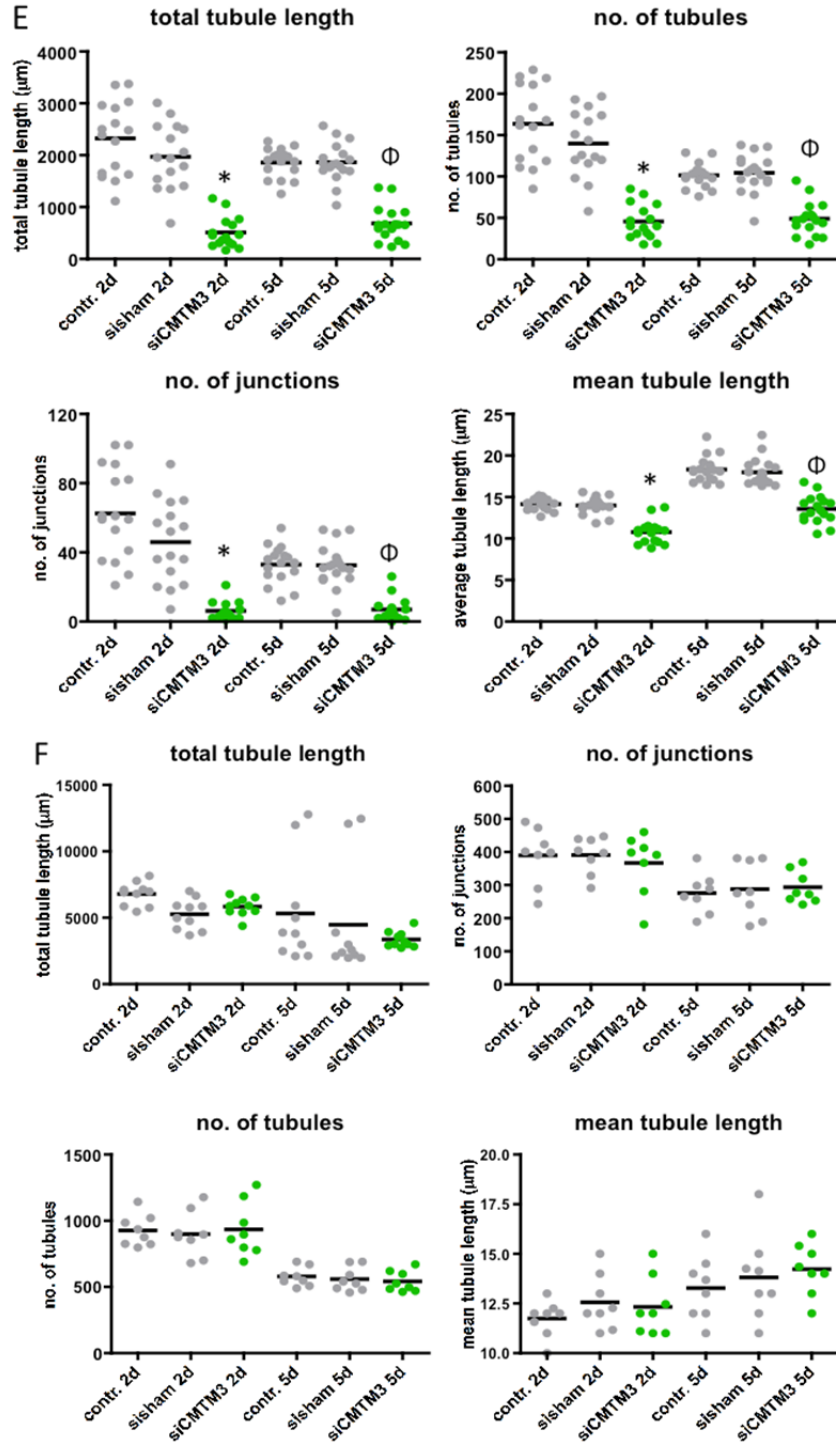 E
total tubule length
total tubule length (μm)
4000
3000
2000
1000
0
*
Φ
contr. 2d
sisham 2d
siCMTM3 2d
contr. 5d
sisham 5d
siCMTM3 5d
no. of tubules
no. of tubules
250
200
150
100
50
0
*
Φ
contr. 2d
sisham 2d
siCMTM3 2d
contr. 5d
sisham 5d
siCMTM3 5d
no. of junctions
no. of junctions
120
80
40
0
*
Φ
contr. 2d
sisham 2d
siCMTM3 2d
contr. 5d
sisham 5d
siCMTM3 5d
mean tubule length
average tubule length (μm)
25
20
15
10
5
0
*
Φ
contr. 2d
sisham 2d
siCMTM3 2d
contr. 5d
sisham 5d
siCMTM3 5d
F
total tubule length
total tubule length (μm)
15000
10000
5000
0
contr. 2d
sisham 2d
siCMTM3 2d
contr. 5d
sisham 5d
siCMTM3 5d
no. of junctions
no. of junctions
600
500
400
300
200
100
0
contr. 2d
sisham 2d
siCMTM3 2d
contr. 5d
sisham 5d
siCMTM3 5d
no. of tubules
no. of tubules
1500
1000
500
0
contr. 2d
sisham 2d
siCMTM3 2d
contr. 5d
sisham 5d
siCMTM3 5d
mean tubule length
mean tubule length (μm)
20.0
17.5
15.0
12.5
10.0
contr. 2d
sisham 2d
siCMTM3 2d
contr. 5d
sisham 5d
siCMTM3 5d